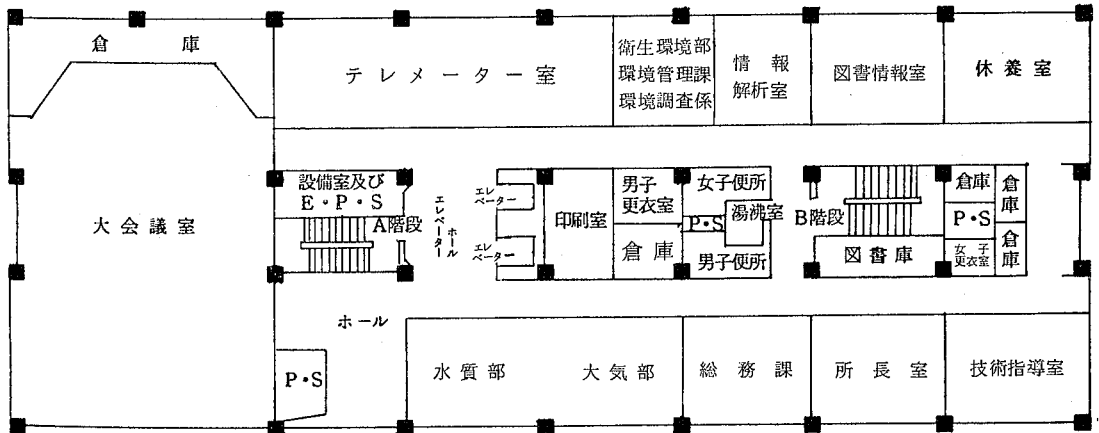 倉庫
テレメーター室
衛生環境部
環境管理課
環境調査係
情報
解析室
図書情報室
休養室
大会議室
設備室及び
E・P・S
A階段
エレベーター
ホール
エレ
ベーター
エレ
ベーター
印刷室
男子
更衣室
倉庫
女子便所
P・S
湯沸室
男子便所
B階段
図書庫
倉庫
P・S
女子
更衣室
倉庫
倉庫
ホール
P・S
水質部
大気部
総務課
所長室
技術指導室